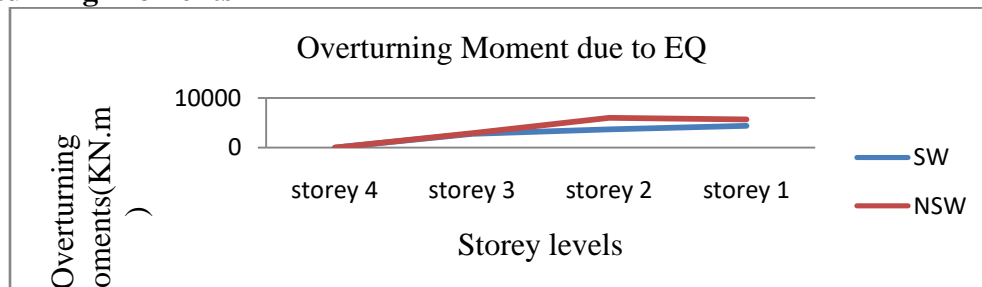 Overturning Moment due to EQ
10000
0
storey 4 storey 3 storey 2 storey 1
Storey levels
Overturning
oments(KN.m
)
SW
NSW